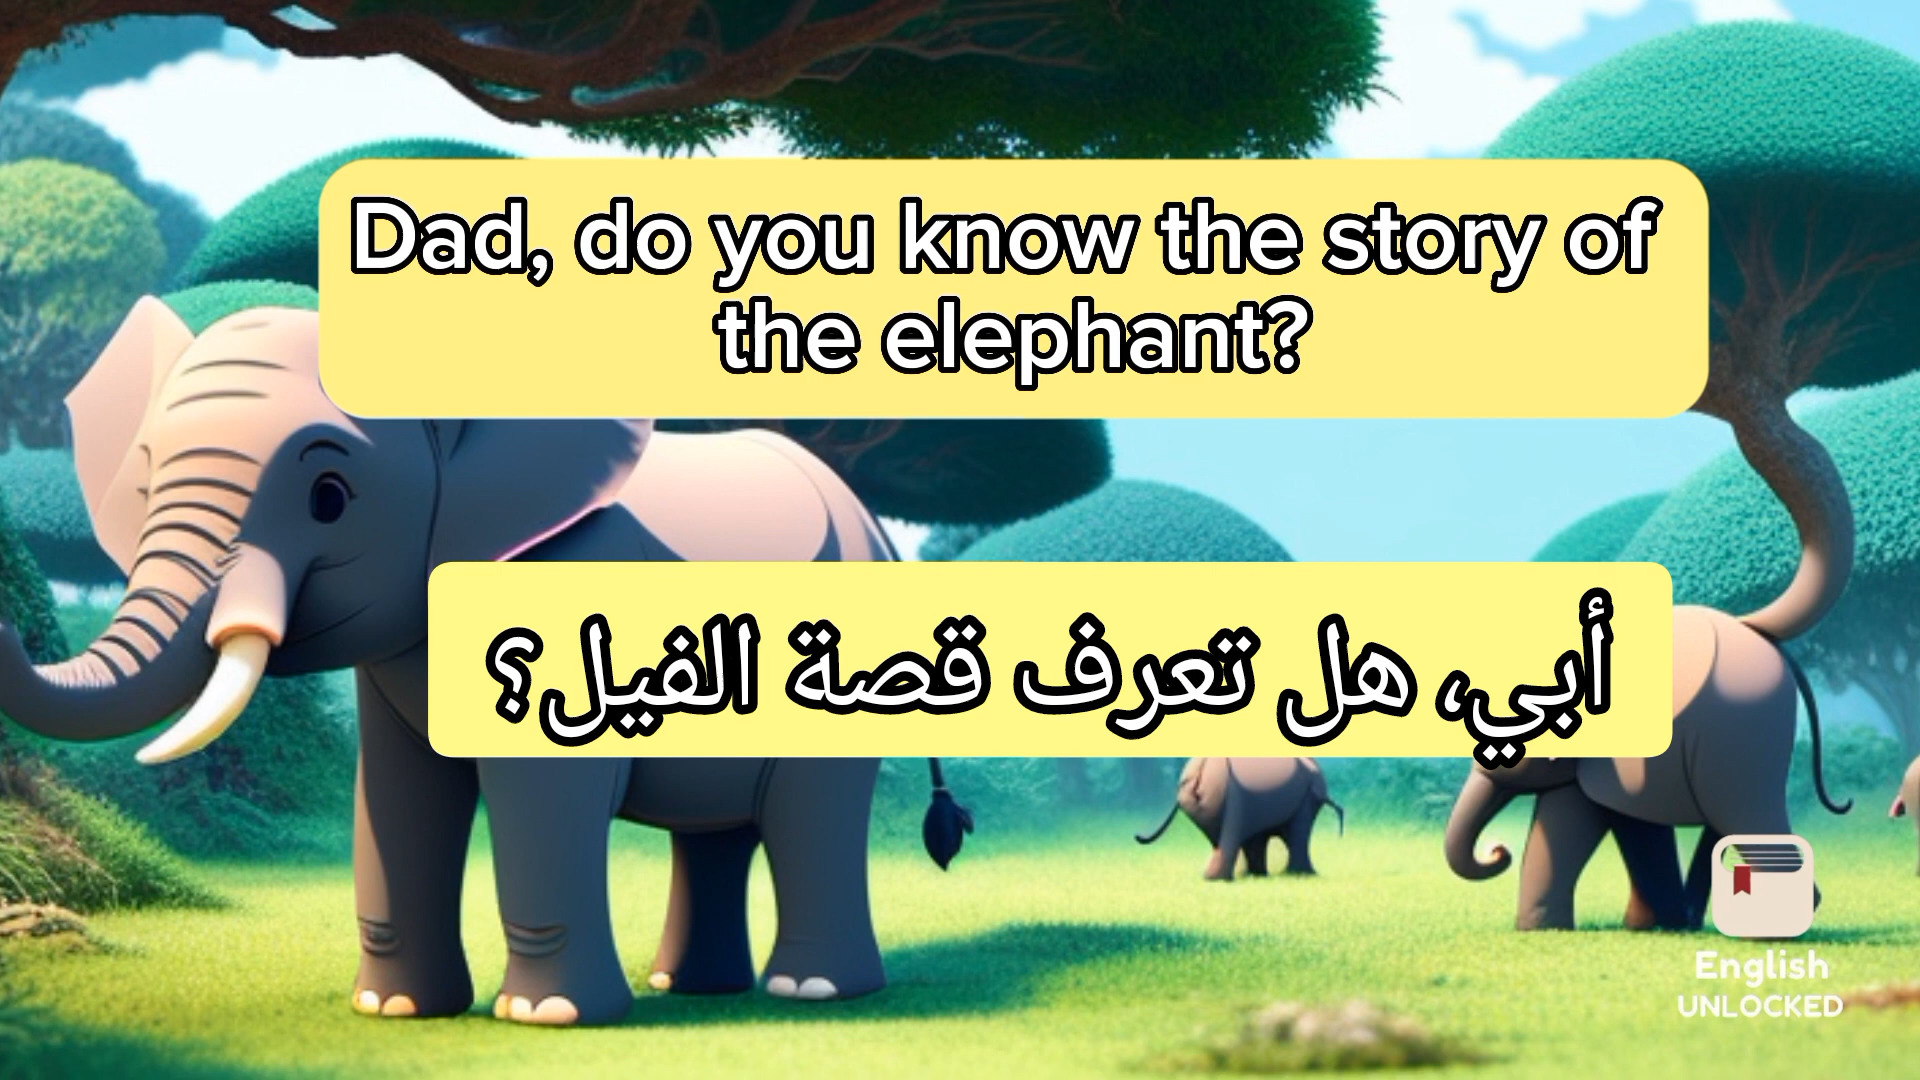 Dad, do you know the story of
the elephant?
أبي، هل تعرف قصة الفيل؟
English
UNLOCKED